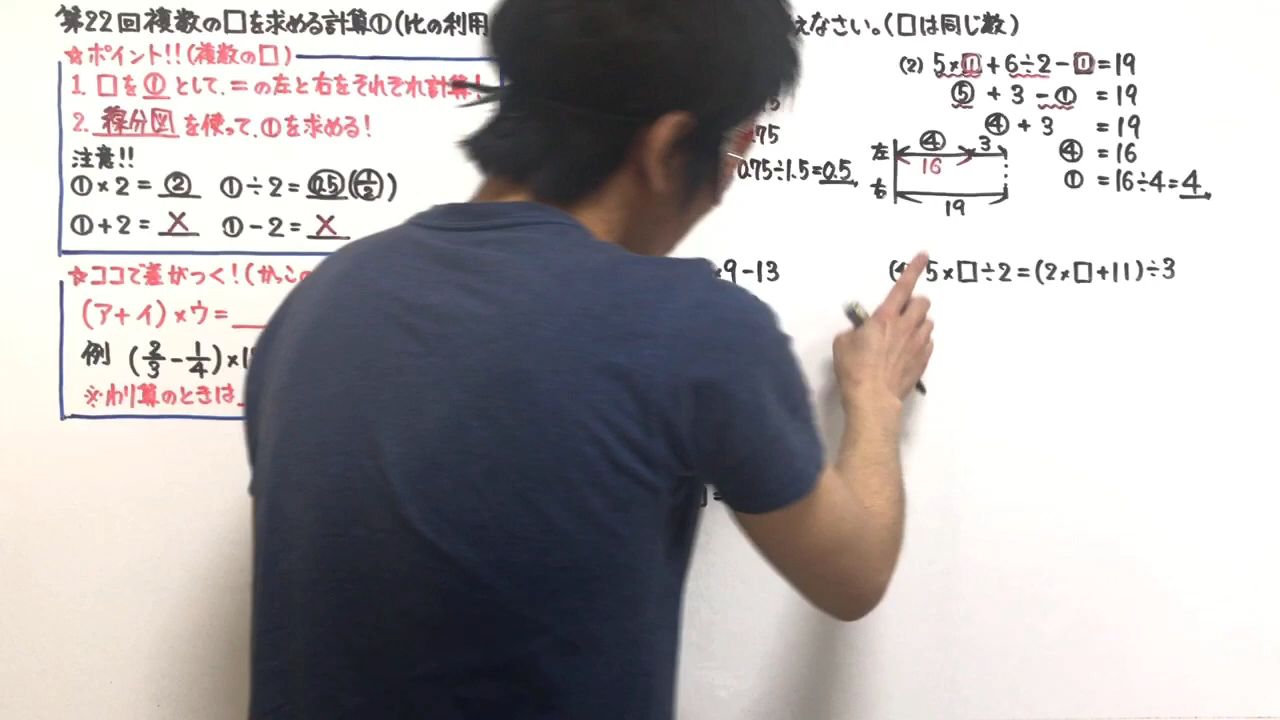 第22回 複数の□を求める計算①(比の利用
☆ポイント!!(複数の□)
1. □を①として、=の左と右をそれぞれ計算!
2. 線分図を使って、①を求める!
注意!!
①×2=② ①÷2=0.5(1/2)
①+2=× ①-2=×
☆ココで差がつく!(かっこの
(ア+イ)×ウ=
例 (2/3-1/4)×1
※わり算のときは
えなさい。(□は同じ数)
75
0.75÷1.5=0.5
×9-13
(2) 5×①+6÷2-①=19
⑤+3-①=19
④+3=19
左 ④ 3
16
右
19
④=16
①=16÷4=4
5×□÷2=(2×□+11)÷3